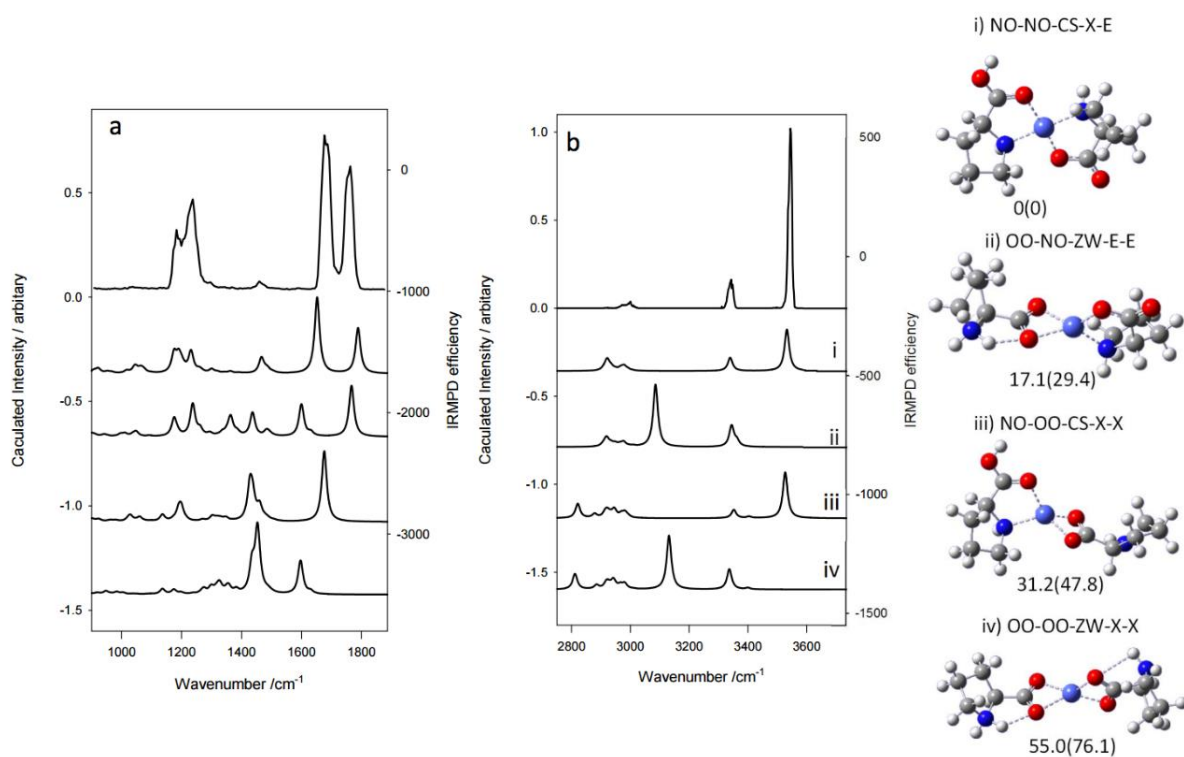 a
0.5
0.0
-0.5
-1.0
-1.5
0
-1000
-2000
-3000
1000 1200 1400 1600 1800
Caculated Intensity / arbitary
IRMPD efficiency
Wavenumber /cm⁻¹
b
1.0
0.5
0.0
-0.5
-1.0
-1.5
500
0
-500
-1000
-1500
2800 3000 3200 3400 3600
Caculated Intensity / arbitary
IRMPD efficiency
Wavenumber /cm⁻¹
i
ii
iii
iv
i) NO-NO-CS-X-E
0(0)
ii) OO-NO-ZW-E-E
17.1(29.4)
iii) NO-OO-CS-X-X
31.2(47.8)
iv) OO-OO-ZW-X-X
55.0(76.1)